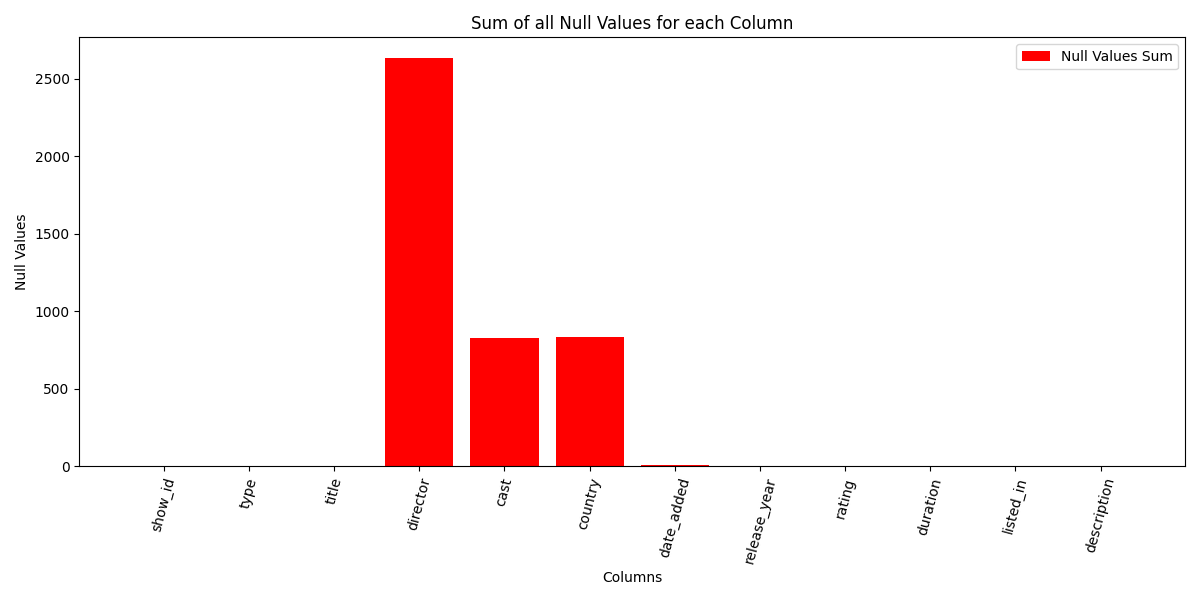 Sum of all Null Values for each Column
Null Values Sum
Null Values
2500
2000
1500
1000
500
0
show_id
type
title
director
cast
country
date_added
release_year
rating
duration
listed_in
description
Columns